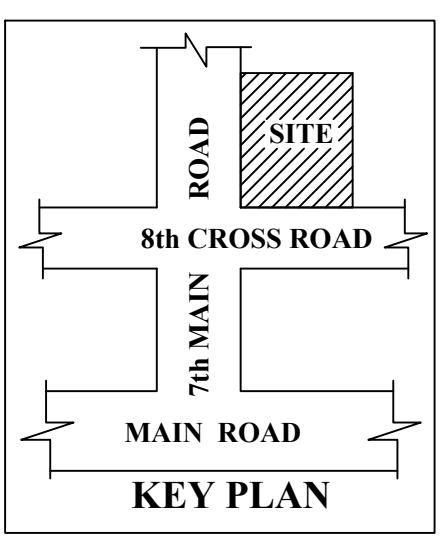 SITE
ROAD
8th CROSS ROAD
7th MAIN
MAIN ROAD
KEY PLAN